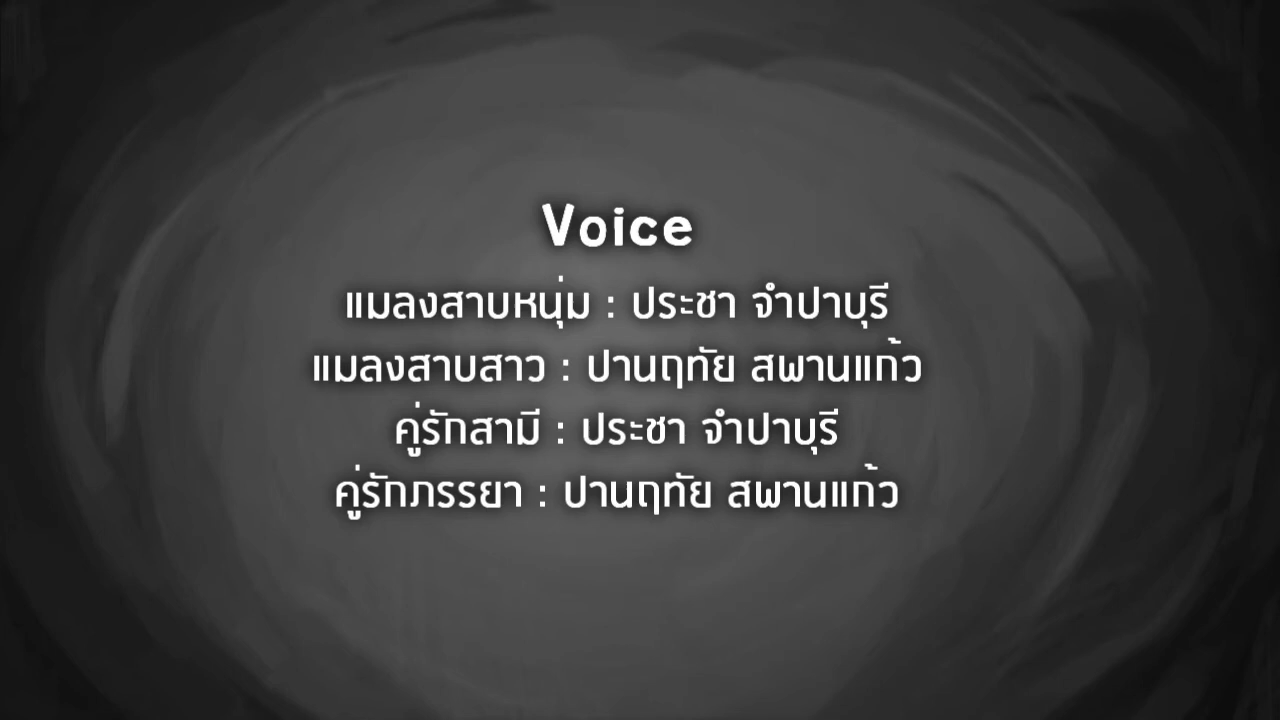 Voice
แมลงสาบหนุ่ม : ประชา จำปาบุรี
แมลงสาบสาว : ปานฤทัย สพานแก้ว
คู่รักสามี : ประชา จำปาบุรี
คู่รักภรรยา : ปานฤทัย สพานแก้ว